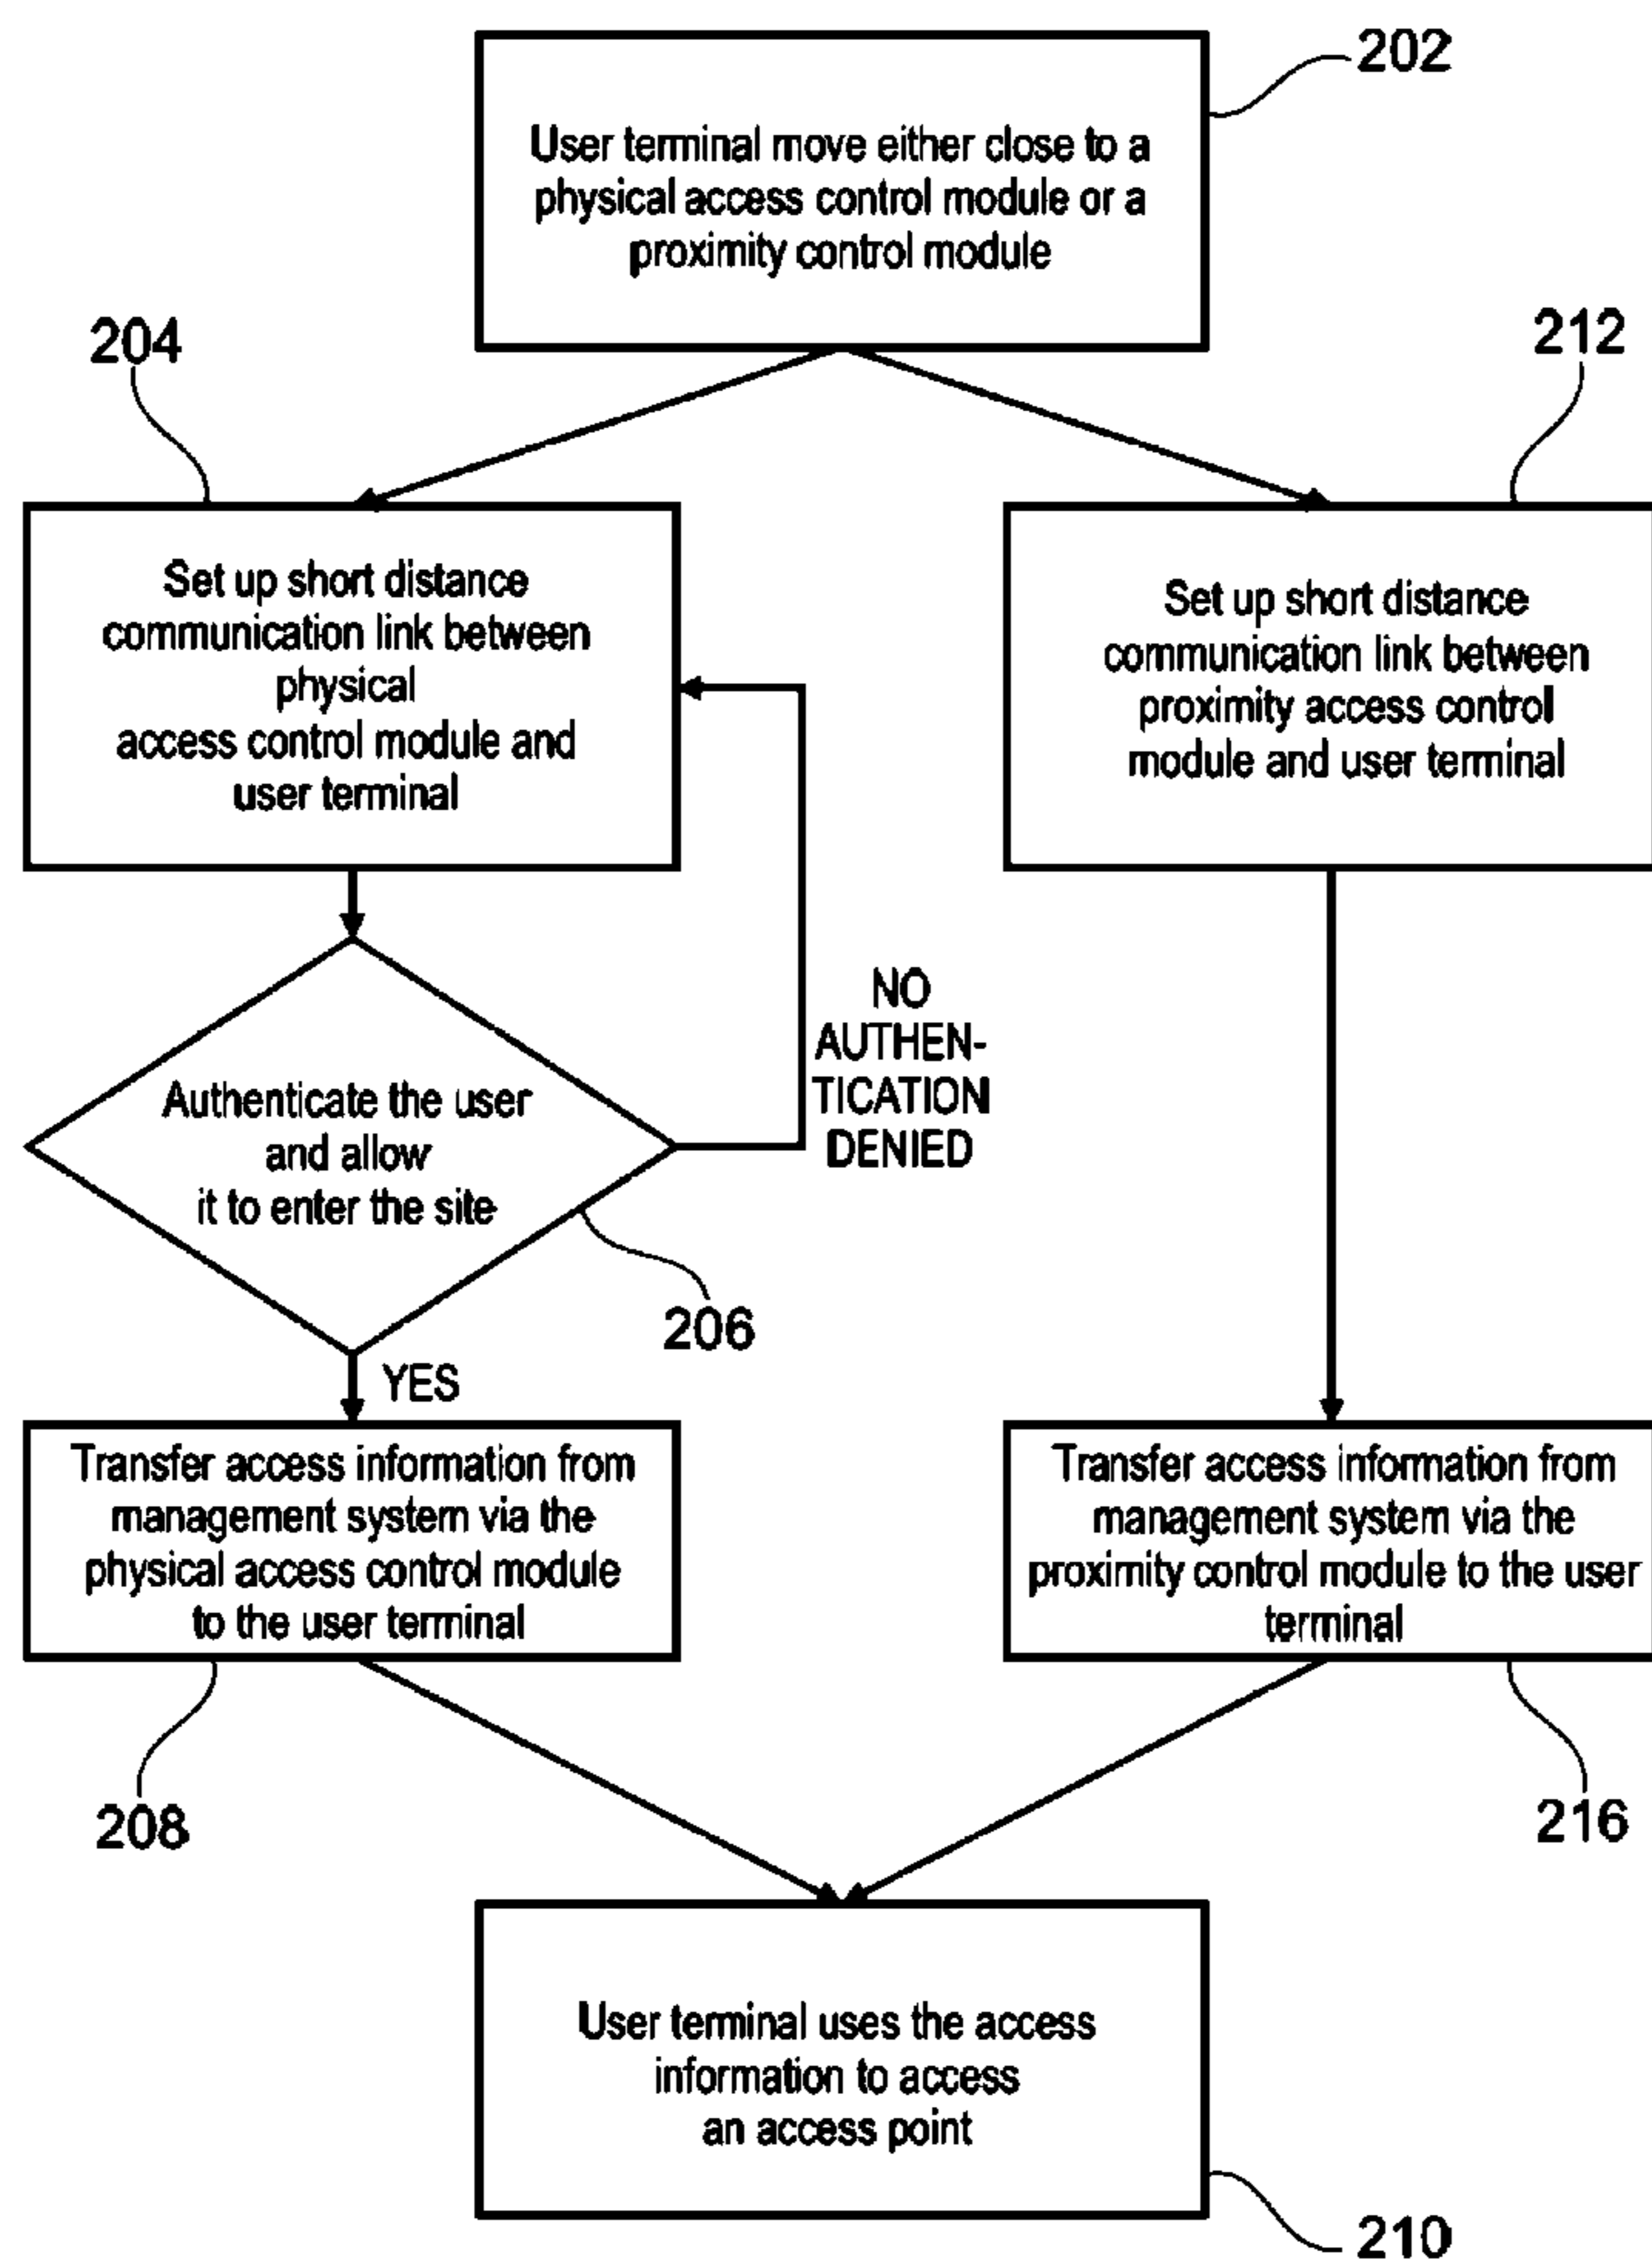 202
User terminal move either close to a
physical access control module or a
proximity control module
204
212
Set up short distance
communication link between
physical
access control module and
user terminal
Set up short distance
communication link between
proximity access control
module and user terminal
NO
AUTHEN-
TICATION
DENIED
Authenticate the user
and allow
it to enter the site
206
YES
Transfer access information from
management system via the
physical access control module
to the user terminal
Transfer access information from
management system via the
proximity control module to the user
terminal
208
216
User terminal uses the access
information to access
an access point
210